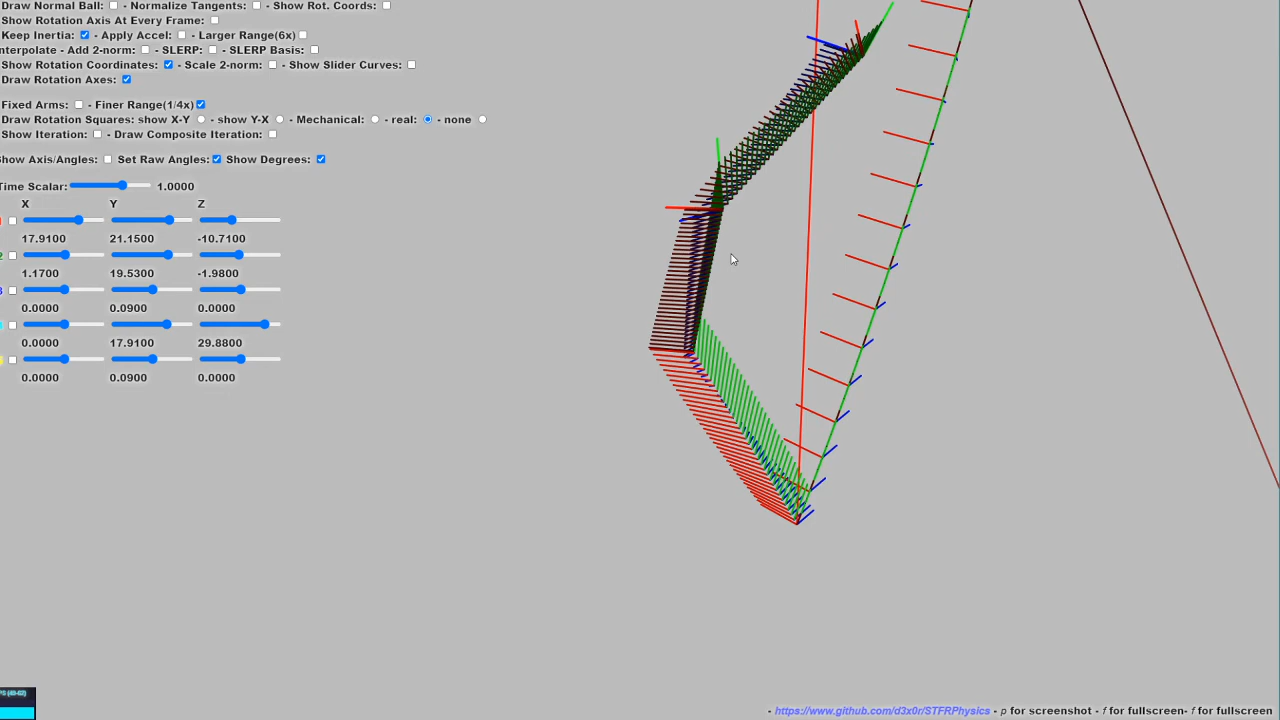 Draw Normal Ball: - Normalize Tangents: - Show Rot. Coords:
Show Rotation Axis At Every Frame:
Keep Inertia: - Apply Accel: - Larger Range(6x)
nterpolate - Add 2-norm: - SLERP: - SLERP Basis:
Show Rotation Coordinates: - Scale 2-norm: - Show Slider Curves:
Draw Rotation Axes:
Fixed Arms: - Finer Range(1/4x)
Draw Rotation Squares: show X-Y - show Y-X - Mechanical: - real: - none
Show Iteration: - Draw Composite Iteration:
Show Axis/Angles: Set Raw Angles: Show Degrees:
Time Scalar: 1.0000
X Y Z
17.9100 21.1500 -10.7100
2
1.1700 19.5300 -1.9800
3
0.0000 0.0900 0.0000
0.0000 17.9100 29.8800
0.0000 0.0900 0.0000
- https://www.github.com/d3x0r/STFRPhysics - p for screenshot - f for fullscreen- f for fullscreen